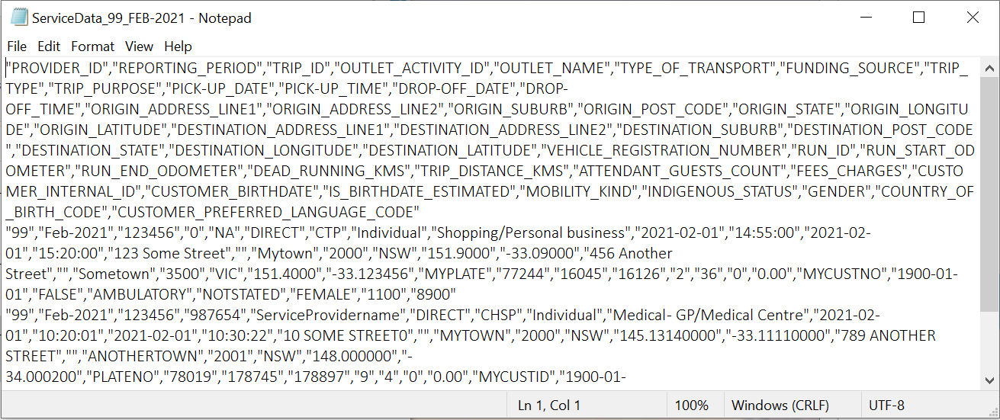 ServiceData_99_FEB-2021 - Notepad
File Edit Format View Help
"PROVIDER_ID","REPORTING_PERIOD","TRIP_ID","OUTLET_ACTIVITY_ID","OUTLET_NAME","TYPE_OF_TRANSPORT","FUNDING_SOURCE","TRIP_
TYPE","TRIP_PURPOSE","PICK-UP_DATE","PICK-UP_TIME","DROP-OFF_DATE","DROP-
OFF_TIME","ORIGIN_ADDRESS_LINE1","ORIGIN_ADDRESS_LINE2","ORIGIN_SUBURB","ORIGIN_POST_CODE","ORIGIN_STATE","ORIGIN_LONGITU
DE","ORIGIN_LATITUDE","DESTINATION_ADDRESS_LINE1","DESTINATION_ADDRESS_LINE2","DESTINATION_SUBURB","DESTINATION_POST_CODE
","DESTINATION_STATE","DESTINATION_LONGITUDE","DESTINATION_LATITUDE","VEHICLE_REGISTRATION_NUMBER","RUN_ID","RUN_START_OD
OMETER","RUN_END_ODOMETER","DEAD_RUNNING_KMS","TRIP_DISTANCE_KMS","ATTENDANT_GUESTS_COUNT","FEES_CHARGES","CUSTO
MER_INTERNAL_ID","CUSTOMER_BIRTHDATE","IS_BIRTHDATE_ESTIMATED","MOBILITY_KIND","INDIGENOUS_STATUS","GENDER","COUNTRY_OF
_BIRTH_CODE","CUSTOMER_PREFERRED_LANGUAGE_CODE"
"99","Feb-2021","123456","0","NA","DIRECT","CTP","Individual","Shopping/Personal business","2021-02-01","14:55:00","2021-02-
01","15:20:00","123 Some Street","","Mytown","2000","NSW","151.9000","-33.09000","456 Another
Street","","Sometown","3500","VIC","151.4000","-33.123456","MYPLATE","77244","16045","16126","2","36","0","0.00","MYCUSTNO","1900-01-
01","FALSE","AMBULATORY","NOTSTATED","FEMALE","1100","8900"
"99","Feb-2021","123456","987654","ServiceProvidername","DIRECT","CHSP","Individual","Medical- GP/Medical Centre","2021-02-
01","10:20:01","2021-02-01","10:30:22","10 SOME STREET0","","MYTOWN","2000","NSW","145.13140000","-33.11110000","789 ANOTHER
STREET","","ANOTHERTOWN","2001","NSW","148.000000","-
34.000200","PLATENO","78019","178745","178897","9","4","0","0.00","MYCUSTID","1900-01-
Ln 1, Col 1 100% Windows (CRLF) UTF-8